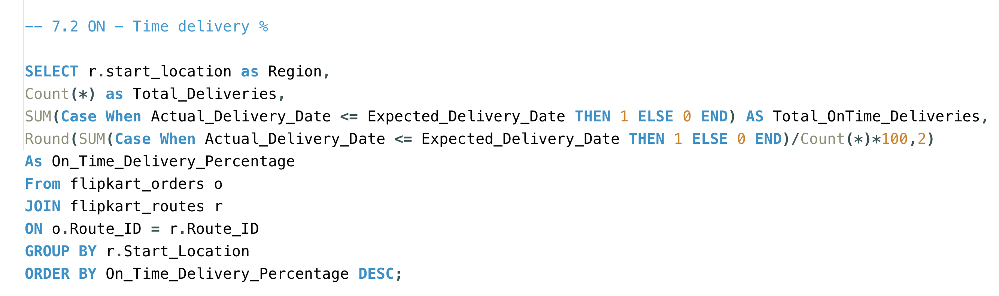 -- 7.2 ON - Time delivery %
SELECT r.start_location as Region,
Count(*) as Total_Deliveries,
SUM(Case When Actual_Delivery_Date <= Expected_Delivery_Date THEN 1 ELSE 0 END) AS Total_OnTime_Deliveries,
Round(SUM(Case When Actual_Delivery_Date <= Expected_Delivery_Date THEN 1 ELSE 0 END)/Count(*)*100,2)
As On_Time_Delivery_Percentage
From flipkart_orders o
JOIN flipkart_routes r
ON o.Route_ID = r.Route_ID
GROUP BY r.Start_Location
ORDER BY On_Time_Delivery_Percentage DESC;